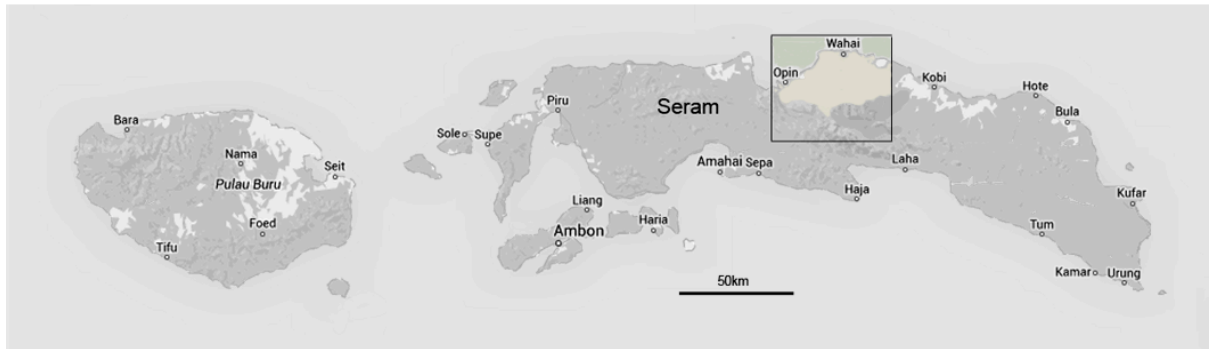 Wahai
Opin
Kobi
Hote
Piru
Seram
Bula
Bara
Sole
Supe
Nama
Seit
Amahai
Sepa
Laha
Pulau Buru
Haja
Kufar
Liang
Foed
Haria
Tum
Ambon
Tifu
Kamar
Urung
50km